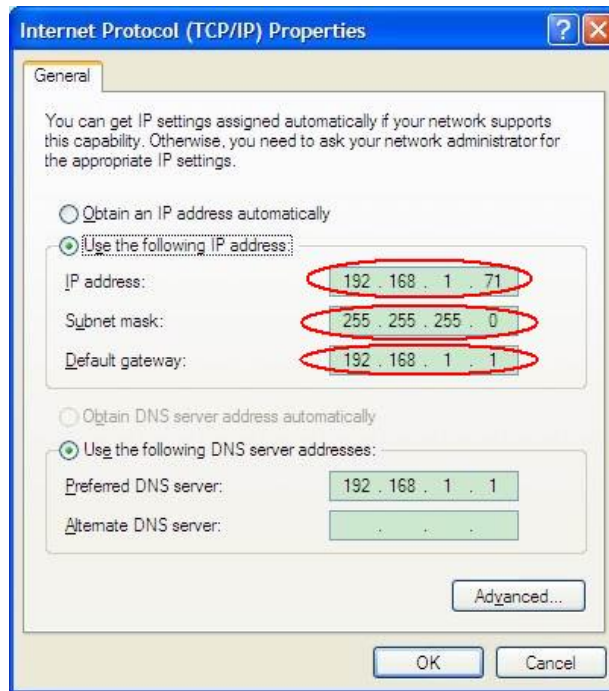 Internet Protocol (TCP/IP) Properties
General
You can get IP settings assigned automatically if your network supports
this capability. Otherwise, you need to ask your network administrator for
the appropriate IP settings.
Obtain an IP address automatically
Use the following IP address:
IP address: 192 . 168 . 1 . 71
Subnet mask: 255 . 255 . 255 . 0
Default gateway: 192 . 168 . 1 . 1
Obtain DNS server address automatically
Use the following DNS server addresses:
Preferred DNS server: 192 . 168 . 1 . 1
Alternate DNS server: . . .
Advanced...
OK Cancel